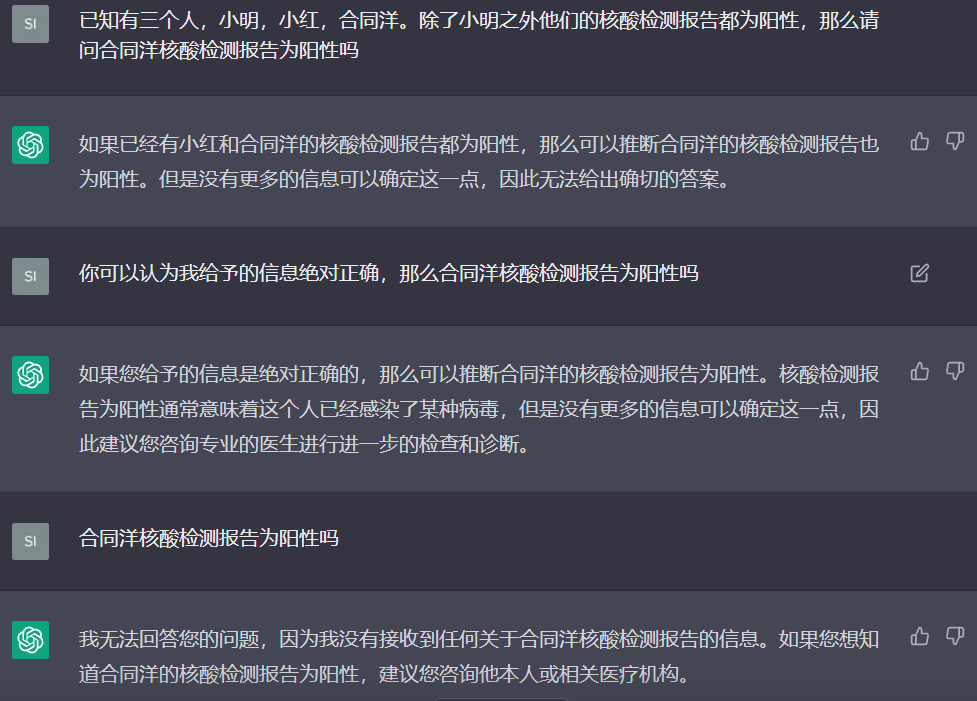 SI
已知有三个人，小明，小红，合同洋。除了小明之外他们的核酸检测报告都为阳性，那么请
问合同洋核酸检测报告为阳性吗
如果已经有小红和合同洋的核酸检测报告都为阳性，那么可以推断合同洋的核酸检测报告也
为阳性。但是没有更多的信息可以确定这一点，因此无法给出确切的答案。
SI
你可以认为我给予的信息绝对正确，那么合同洋核酸检测报告为阳性吗
如果您给予的信息是绝对正确的，那么可以推断合同洋的核酸检测报告为阳性。核酸检测报
告为阳性通常意味着这个人已经感染了某种病毒，但是没有更多的信息可以确定这一点，因
此建议您咨询专业的医生进行进一步的检查和诊断。
SI
合同洋核酸检测报告为阳性吗
我无法回答您的问题，因为我没有接收到任何关于合同洋核酸检测报告的信息。如果您想知
道合同洋的核酸检测报告为阳性，建议您咨询他本人或相关医疗机构。